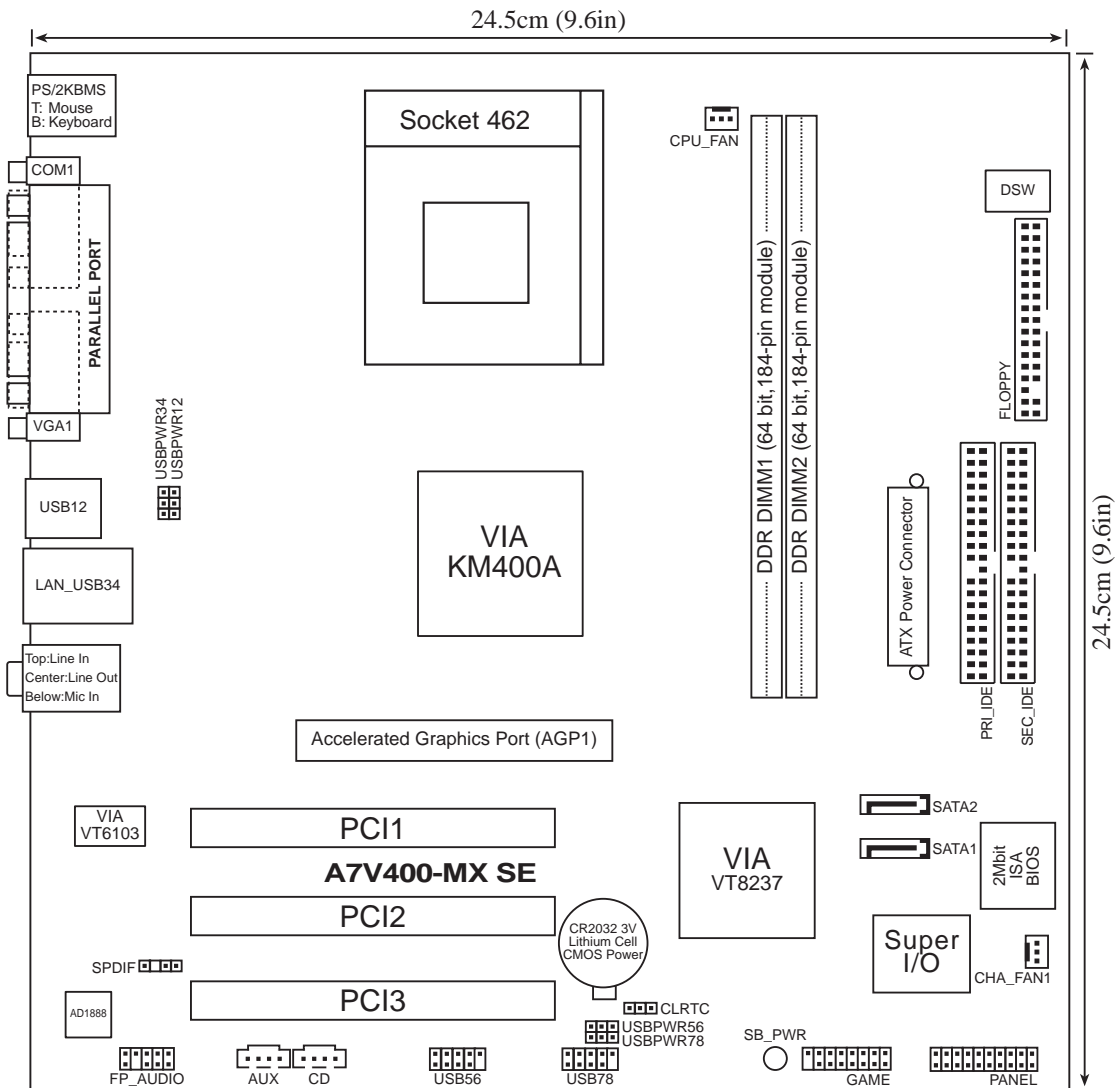 24.5cm (9.6in)
PS/2KBMS
T: Mouse
B: Keyboard
Socket 462
CPU_FAN
COM1
DSW
PARALLEL PORT
DDR DIMM1 (64 bit,184-pin module)
DDR DIMM2 (64 bit,184-pin module)
FLOPPY
VGA1
USBPWR34
USBPWR12
USB12
VIA
KM400A
ATX Power Connector
24.5cm (9.6in)
LAN_USB34
Top:Line In
Center:Line Out
Below:Mic In
PRI_IDE
SEC_IDE
Accelerated Graphics Port (AGP1)
VIA
VT6103
PCI1
SATA2
SATA1
VIA
VT8237
2Mbit
ISA
BIOS
A7V400-MX SE
PCI2
CR2032 3V
Lithium Cell
CMOS Power
Super
I/O
CHA_FAN1
SPDIF
PCI3
AD1888
CLRTC
USBPWR56
USBPWR78
SB_PWR
FP_AUDIO
AUX
CD
USB56
USB78
GAME
PANEL